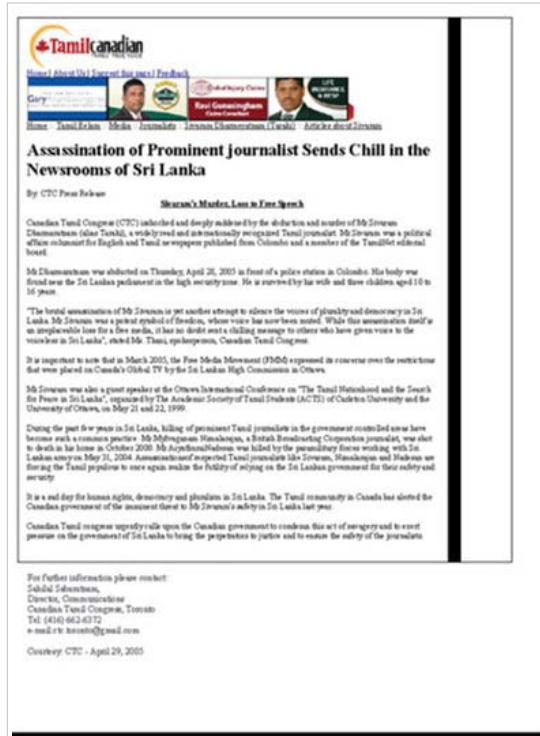 Tamilcanadian
Home | About Us | Suggest this page | Feedback
Gary
Global Injury Claims
Ravi Gunasingham
Claims Consultant
LIFE
INSURANCE
& RESP
Home Tamil Eelam Media Journalists Sivaram Dharmeratnam (Taraki) Articles about Sivaram
Assassination of Prominent journalist Sends Chill in the
Newsrooms of Sri Lanka
By: CTC Press Release
Sivaram's Murder, Loss to Free Speech
Canadian Tamil Congress (CTC) is shocked and deeply saddened by the abduction and murder of Mr Sivaram
Dharmeratnam (alias Taraki), a widely read and internationally recognized Tamil journalist. Mr Sivaram was a political
affairs columnist for English and Tamil newspapers published from Colombo and a member of the TamilNet editorial
board.
Mr Dharmeratnam was abducted on Thursday, April 28, 2005 in front of a police station in Colombo. His body was
found near the Sri Lankan parliament in the high security zone. He is survived by his wife and three children aged 10 to
16 years.
"The brutal assassination of Mr Sivaram is yet another attempt to silence the voices of plurality and democracy in Sri
Lanka. Mr Sivaram was a potent symbol of freedom, whose voice has now been muted. While this assassination itself is
an irreplaceable loss for a free media, it has no doubt sent a chilling message to others who have given voice to the
voiceless in Sri Lanka", stated Mr. Thani, spokesperson, Canadian Tamil Congress.
It is important to note that in March 2005, the Free Media Movement (FMM) expressed its concerns over the restrictions
that were placed on Canada's Global TV by the Sri Lankan High Commission in Ottawa.
Mr Sivaram was also a guest speaker at the Ottawa International Conference on "The Tamil Nationhood and the Search
for Peace in Sri Lanka", organized by The Academic Society of Tamil Students (ACTS) of Carleton University and the
University of Ottawa, on May 21 and 22, 1999.
During the past few years in Sri Lanka, killing of prominent Tamil journalists in the government controlled areas have
become such a common practice. Mr Mylvaganam Nimalarajan, a British Broadcasting Corporation journalist, was shot
to death in his home in October 2000. Mr Aiyathurai Nadesan was killed by the paramilitary forces working with Sri
Lankan army on May 31, 2004. Assassinations of respected Tamil journalists like Sivaram, Nimalarajan and Nadesan are
forcing the Tamil populous to once again realize the futility of relying on the Sri Lankan government for their safety and
security.
It is a sad day for human rights, democracy and pluralism in Sri Lanka. The Tamil community in Canada has alerted the
Canadian government of the imminent threat to Mr Sivaram's safety in Sri Lanka last year.
Canadian Tamil congress urgently calls upon the Canadian government to condemn this act of savagery and to exert
pressure on the government of Sri Lanka to bring the perpetrators to justice and to ensure the safety of the journalists.
For further information please contact:
Director, Communications
Canadian Tamil Congress, Toronto
Tel: (416) 662-6372
e-mail: ctc.toronto@gmail.com
Courtesy: CTC - April 29, 2005